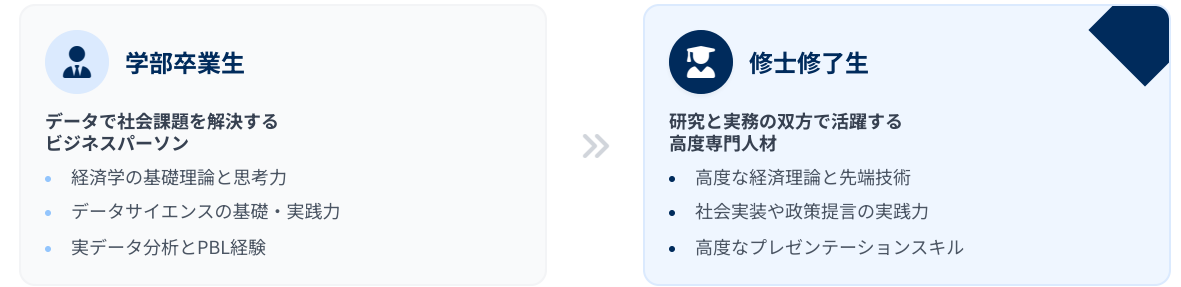 学部卒業生
データで社会課題を解決する
ビジネスパーソン
経済学の基礎理論と思考力
データサイエンスの基礎・実践力
実データ分析とPBL経験
修士修了生
研究と実務の双方で活躍する
高度専門人材
高度な経済理論と先端技術
社会実装や政策提言の実践力
高度なプレゼンテーションスキル